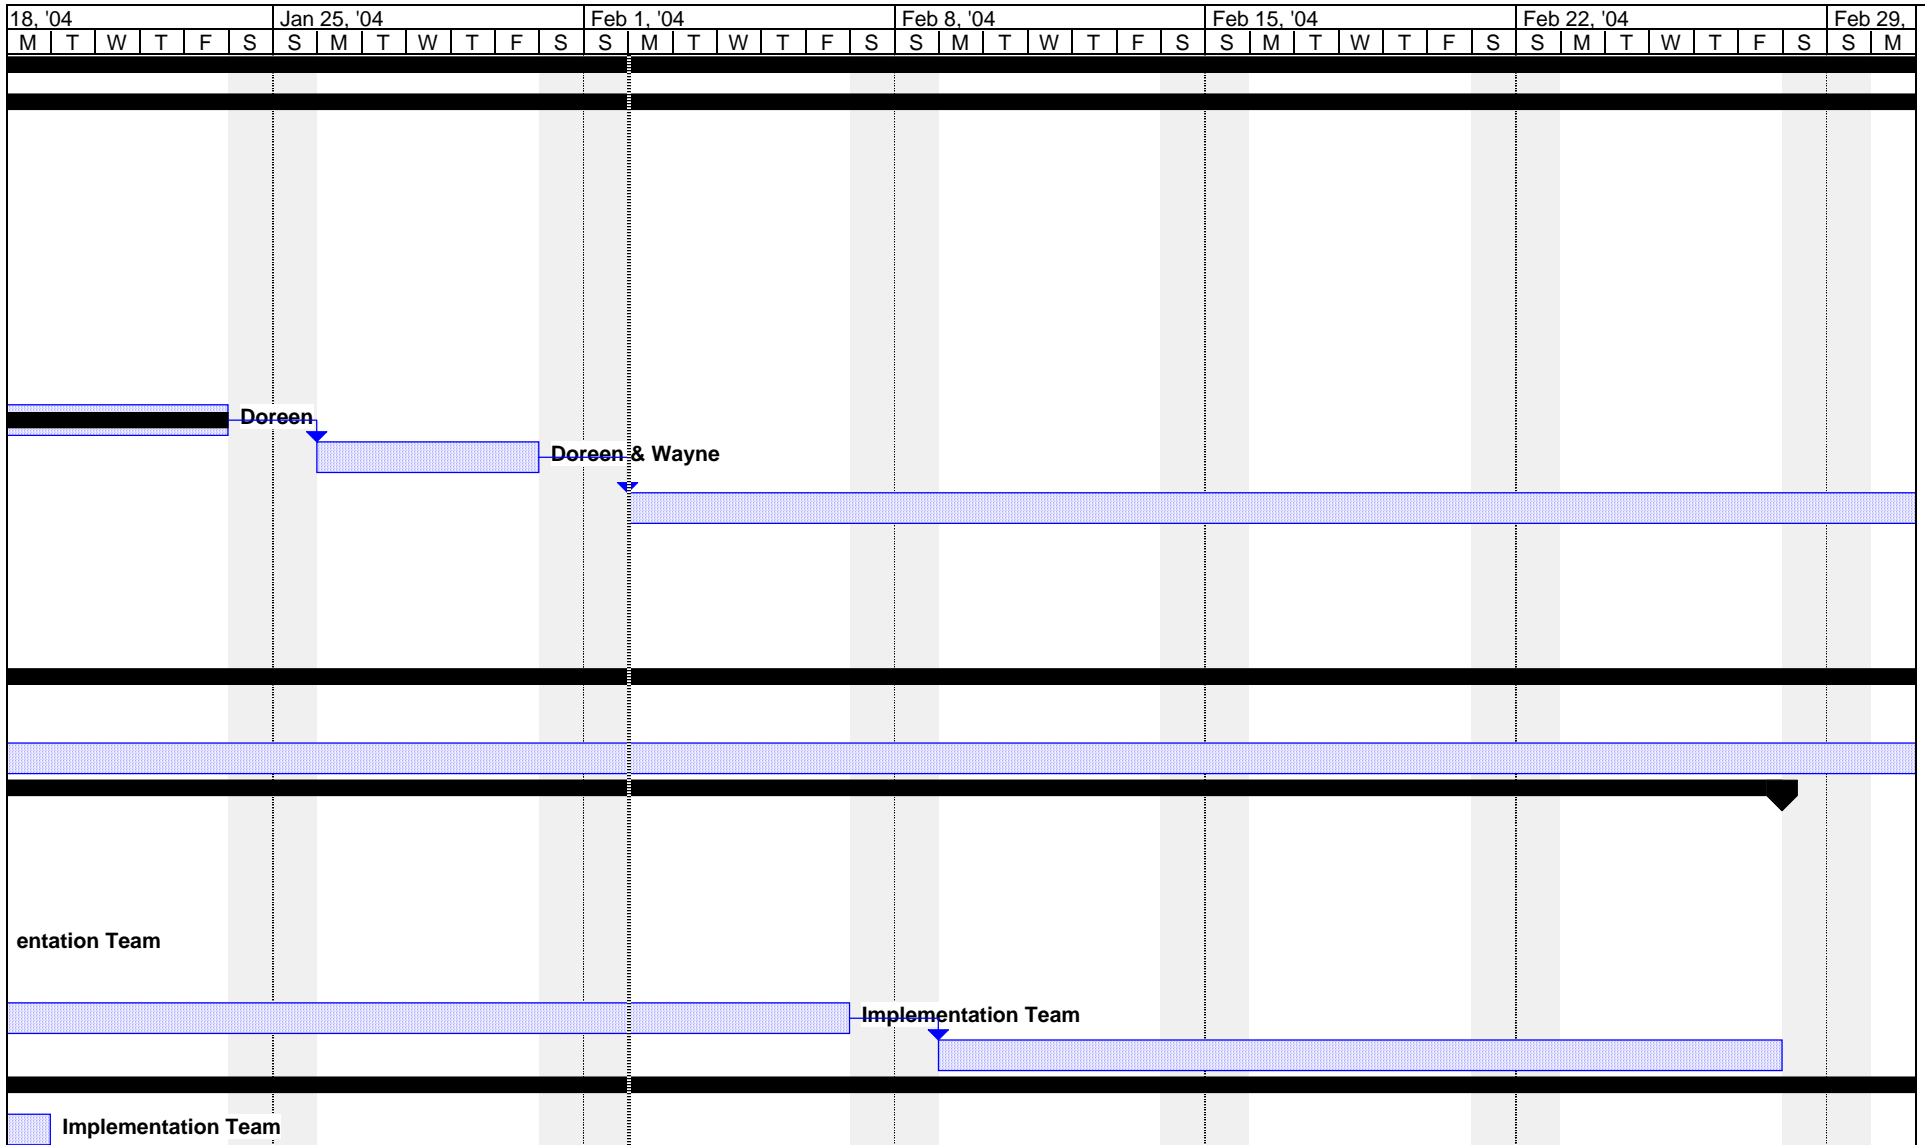 18, '04 Jan 25, '04 Feb 1, '04 Feb 8, '04 Feb 15, '04 Feb 22, '04 Feb 29,
M T W T F S S M T W T F S S M T W T F S S M T W T F S S M T W T F S S M T W T F S S M
Doreen
Doreen & Wayne
entation Team
Implementation Team
Implementation Team